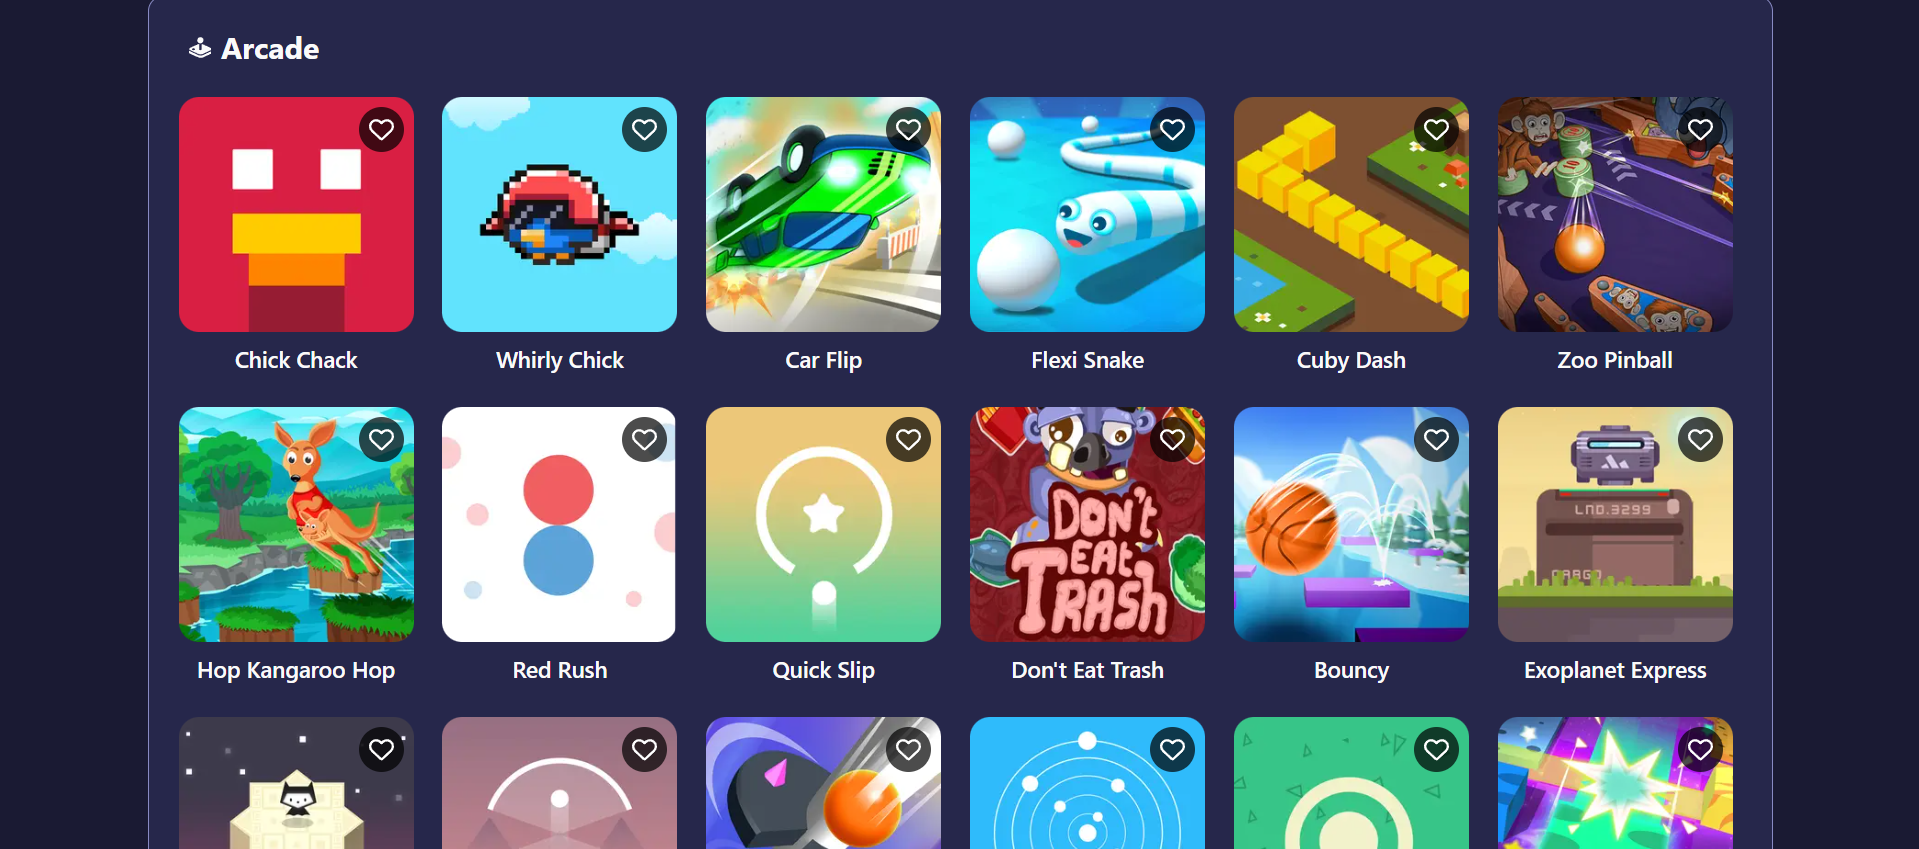 Arcade
Chick Chack
Whirly Chick
Car Flip
Flexi Snake
Cuby Dash
Zoo Pinball
LND.3299
DON'T
EAT
TRASH
CARGO
Hop Kangaroo Hop
Red Rush
Quick Slip
Don't Eat Trash
Bouncy
Exoplanet Express